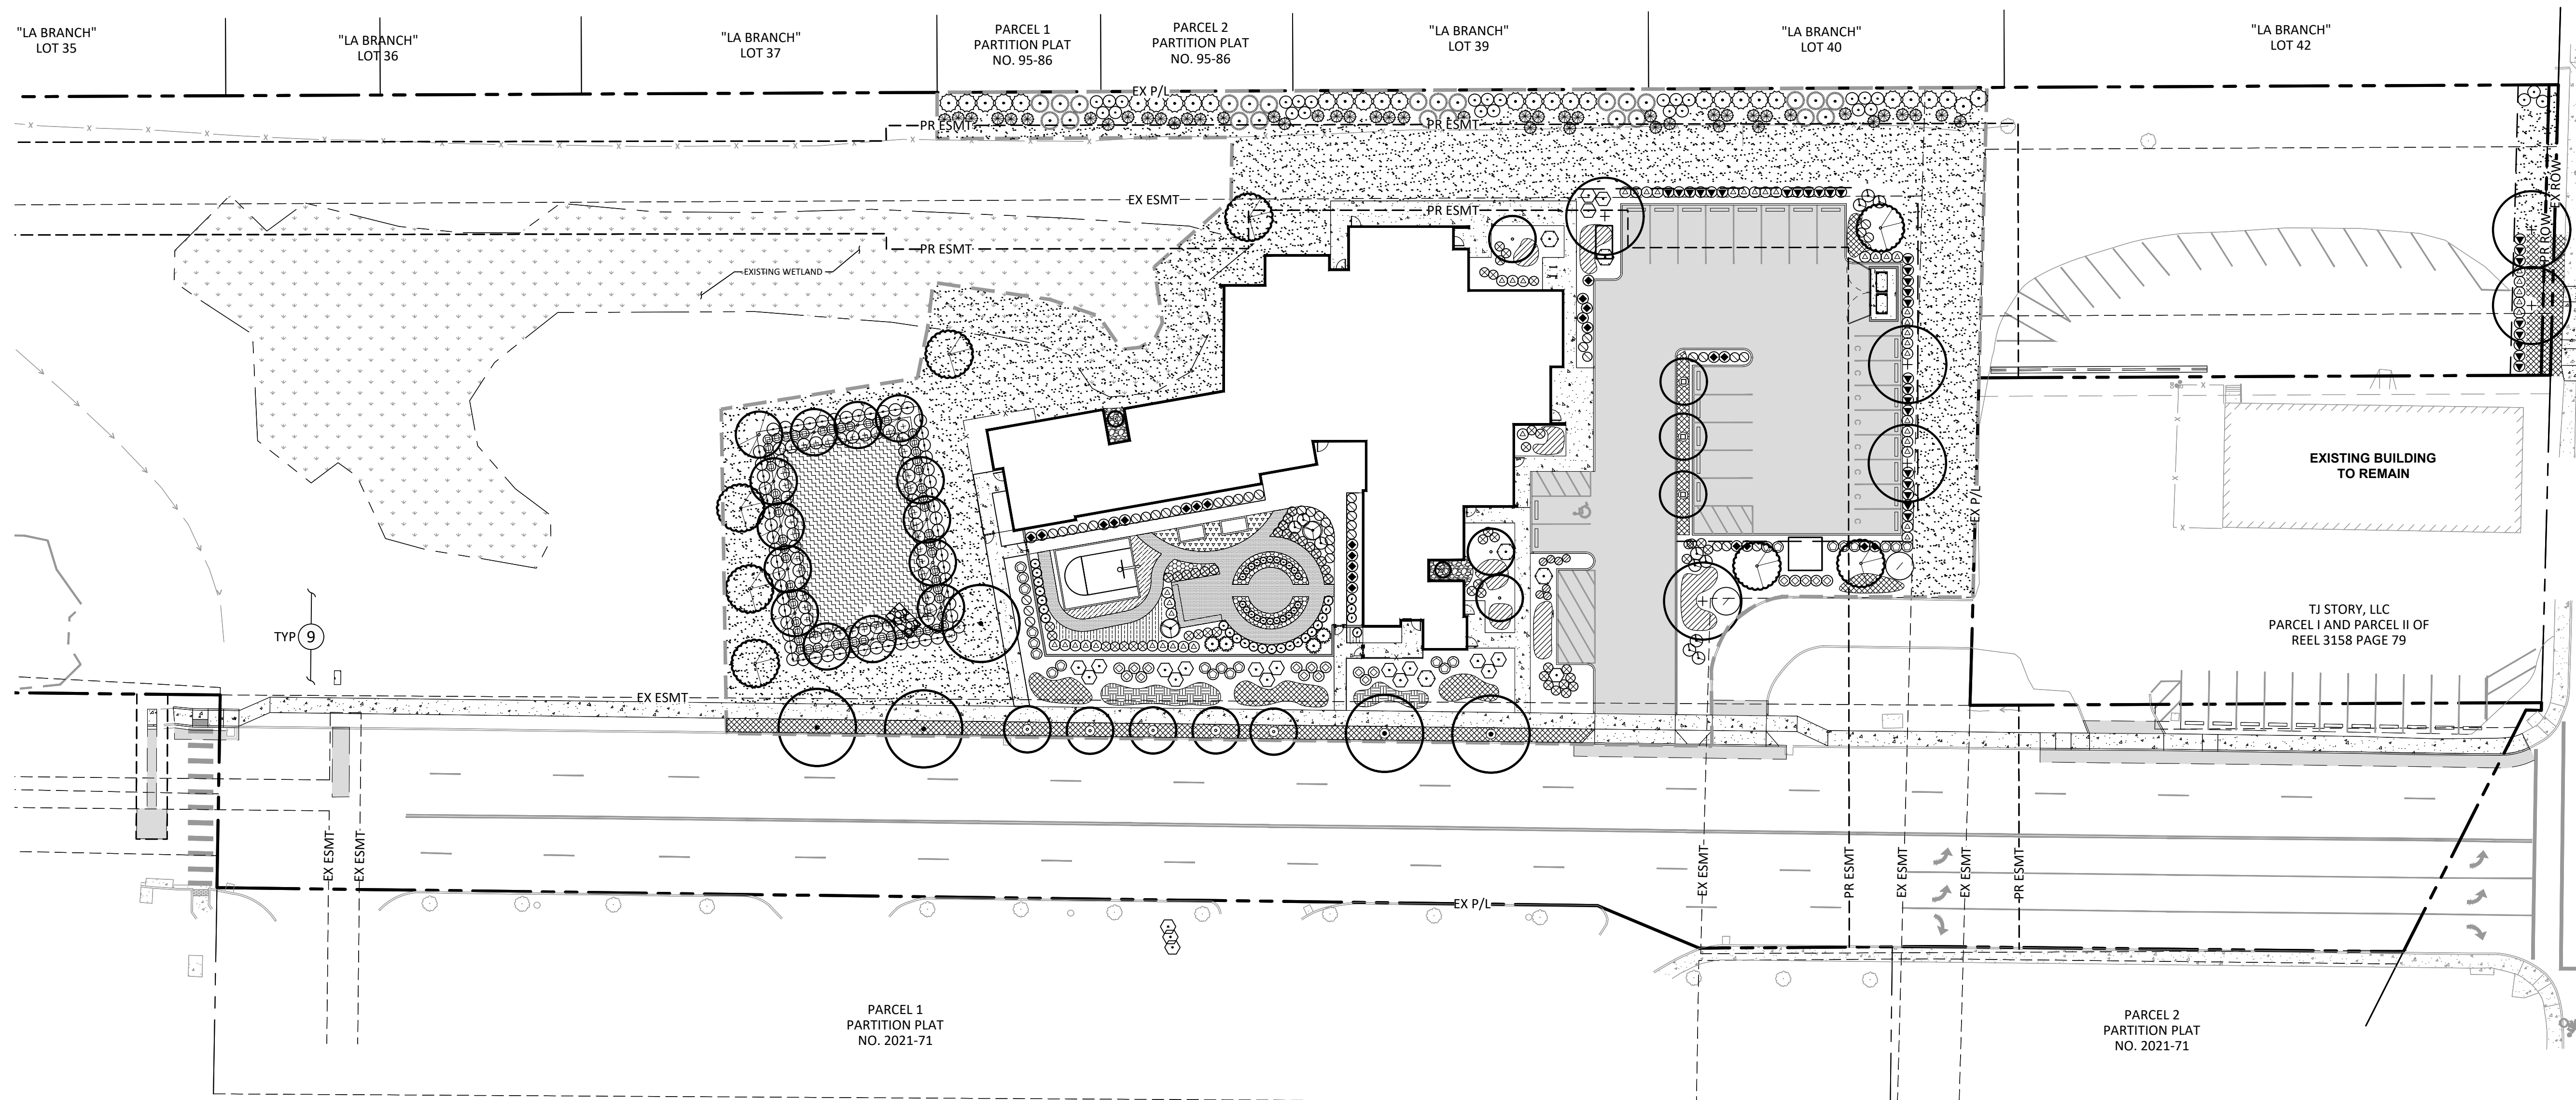 "LA BRANCH"
LOT 35
"LA BRANCH"
LOT 36
"LA BRANCH"
LOT 37
PARCEL 1
PARTITION PLAT
NO. 95-86
PARCEL 2
PARTITION PLAT
NO. 95-86
"LA BRANCH"
LOT 39
"LA BRANCH"
LOT 40
"LA BRANCH"
LOT 42
EX P/L
PR ESMT
PR ESMT
EX ROW
EX ESMT
PR ESMT
PR ROW
PR ESMT
EXISTING WETLAND
EXISTING BUILDING
TO REMAIN
EX P/L
TYP 9
TJ STORY, LLC
PARCEL I AND PARCEL II OF
REEL 3158 PAGE 79
EX ESMT
C
C
C
C
C
C
C
EX ESMT
EX ESMT
EX ESMT
PR ESMT
EX ESMT
EX ESMT
PR ESMT
EX P/L
PARCEL 1
PARTITION PLAT
NO. 2021-71
PARCEL 2
PARTITION PLAT
NO. 2021-71